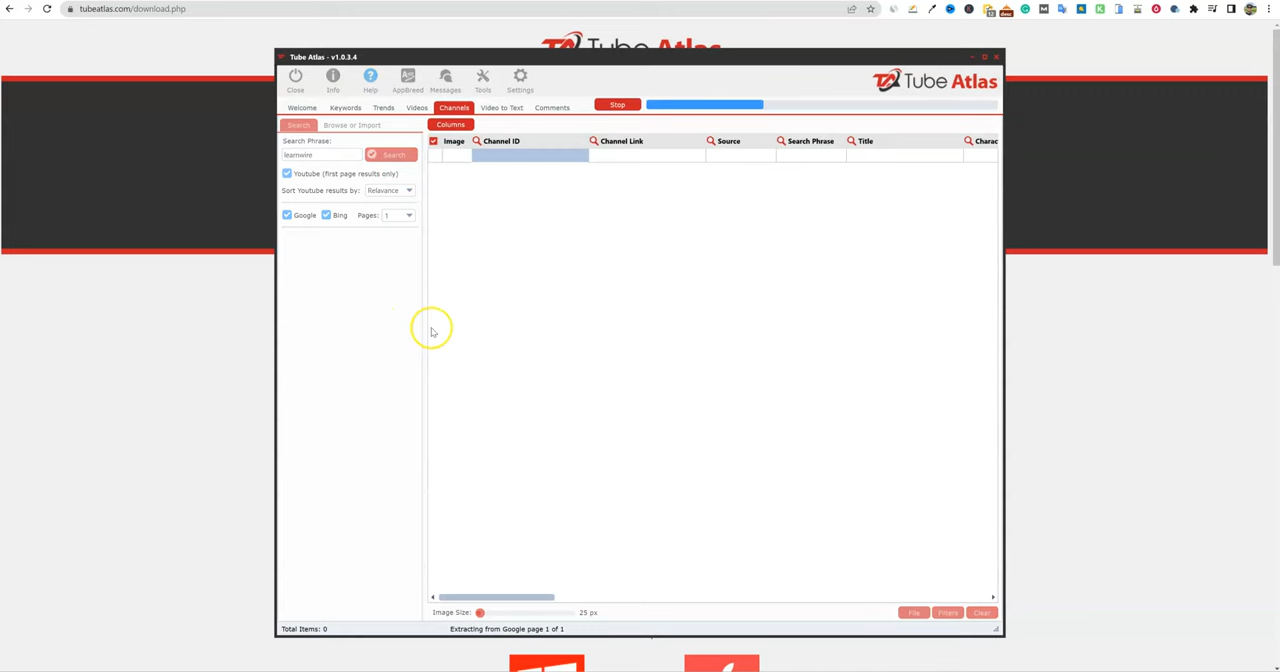 tubeatlas.com/download.php
Tube Atlas
Tube Atlas - v1.0.3.4
Close Info Help AppBreed Messages Tools Settings
Tube Atlas
Welcome Keywords Trends Videos Channels Video to Text Comments Stop
Search Browse or Import Columns
Search Phrase: Image Channel ID Channel Link Source Search Phrase Title Charac
learnwire Search
Youtube (first page results only)
Sort Youtube results by: Relavance
Google Bing Pages: 1
Image Size: 25 px File Filters Clear
Total Items: 0 Extracting from Google page 1 of 1